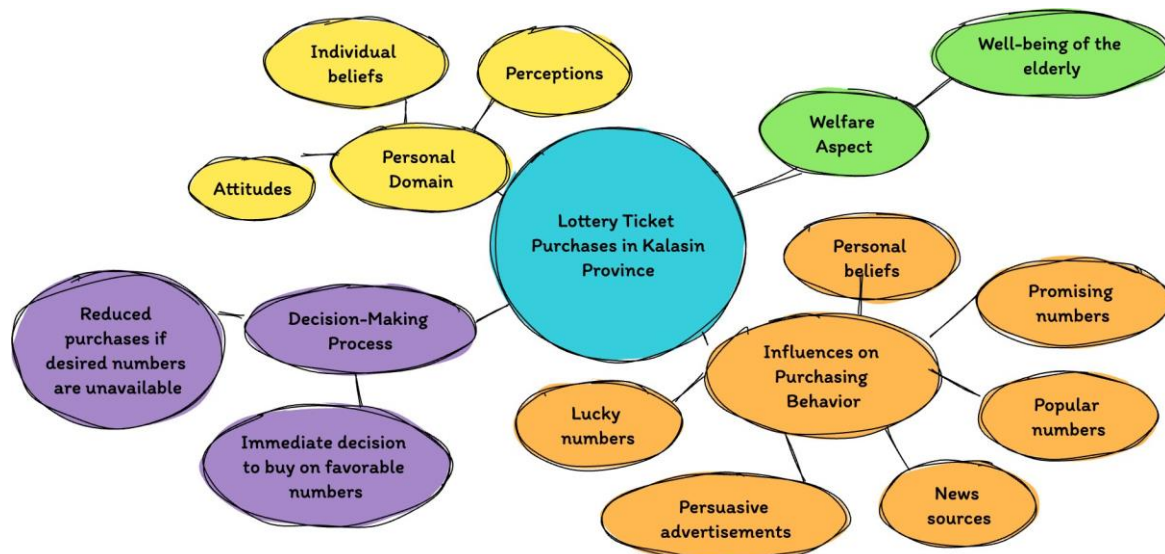 Individual
beliefs
Perceptions
Attitudes
Personal
Domain
Well-being of the
elderly
Welfare
Aspect
Lottery Ticket
Purchases in Kalasin
Province
Reduced
purchases if
desired numbers
are unavailable
Decision-Making
Process
Immediate decision
to buy on favorable
numbers
Personal
beliefs
Promising
numbers
Influences on
Purchasing
Behavior
Lucky
numbers
Popular
numbers
Persuasive
advertisements
News
sources